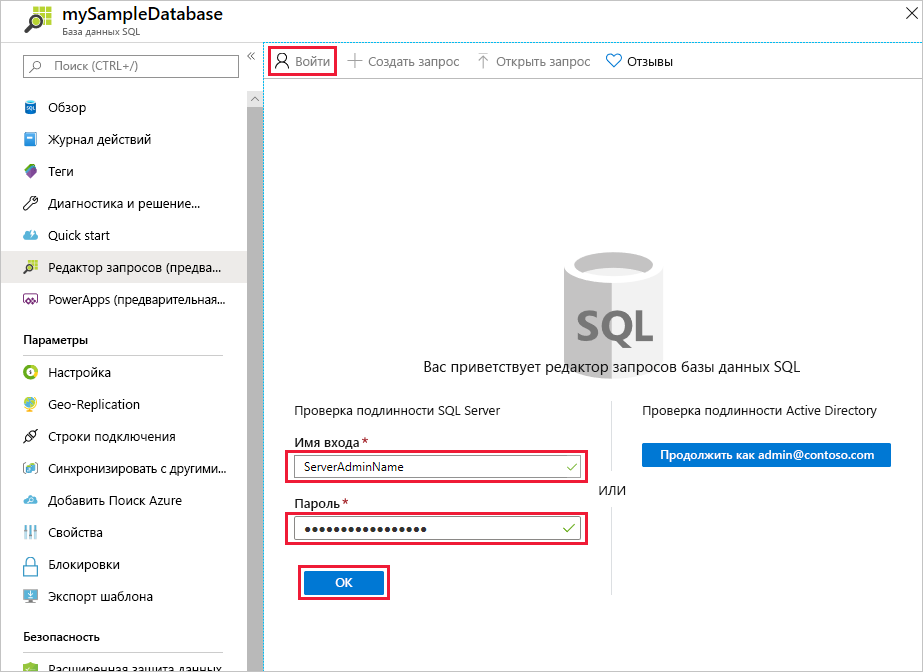 mySampleDatabase
База данных SQL
Поиск (CTRL+/)
Обзор
Журнал действий
Теги
Диагностика и решение...
Quick start
Редактор запросов (предва...
PowerApps (предварительная...
Параметры
Настройка
Geo-Replication
Строки подключения
Синхронизировать с другими...
Добавить Поиск Azure
Свойства
Блокировки
Экспорт шаблона
Безопасность
Расширенная защита данных
Войти
Создать запрос
Открыть запрос
Отзывы
SQL
Вас приветствует редактор запросов базы данных SQL
Проверка подлинности SQL Server
Имя входа*
ServerAdminName
Пароль*
OK
ИЛИ
Проверка подлинности Active Directory
Продолжить как admin@contoso.com